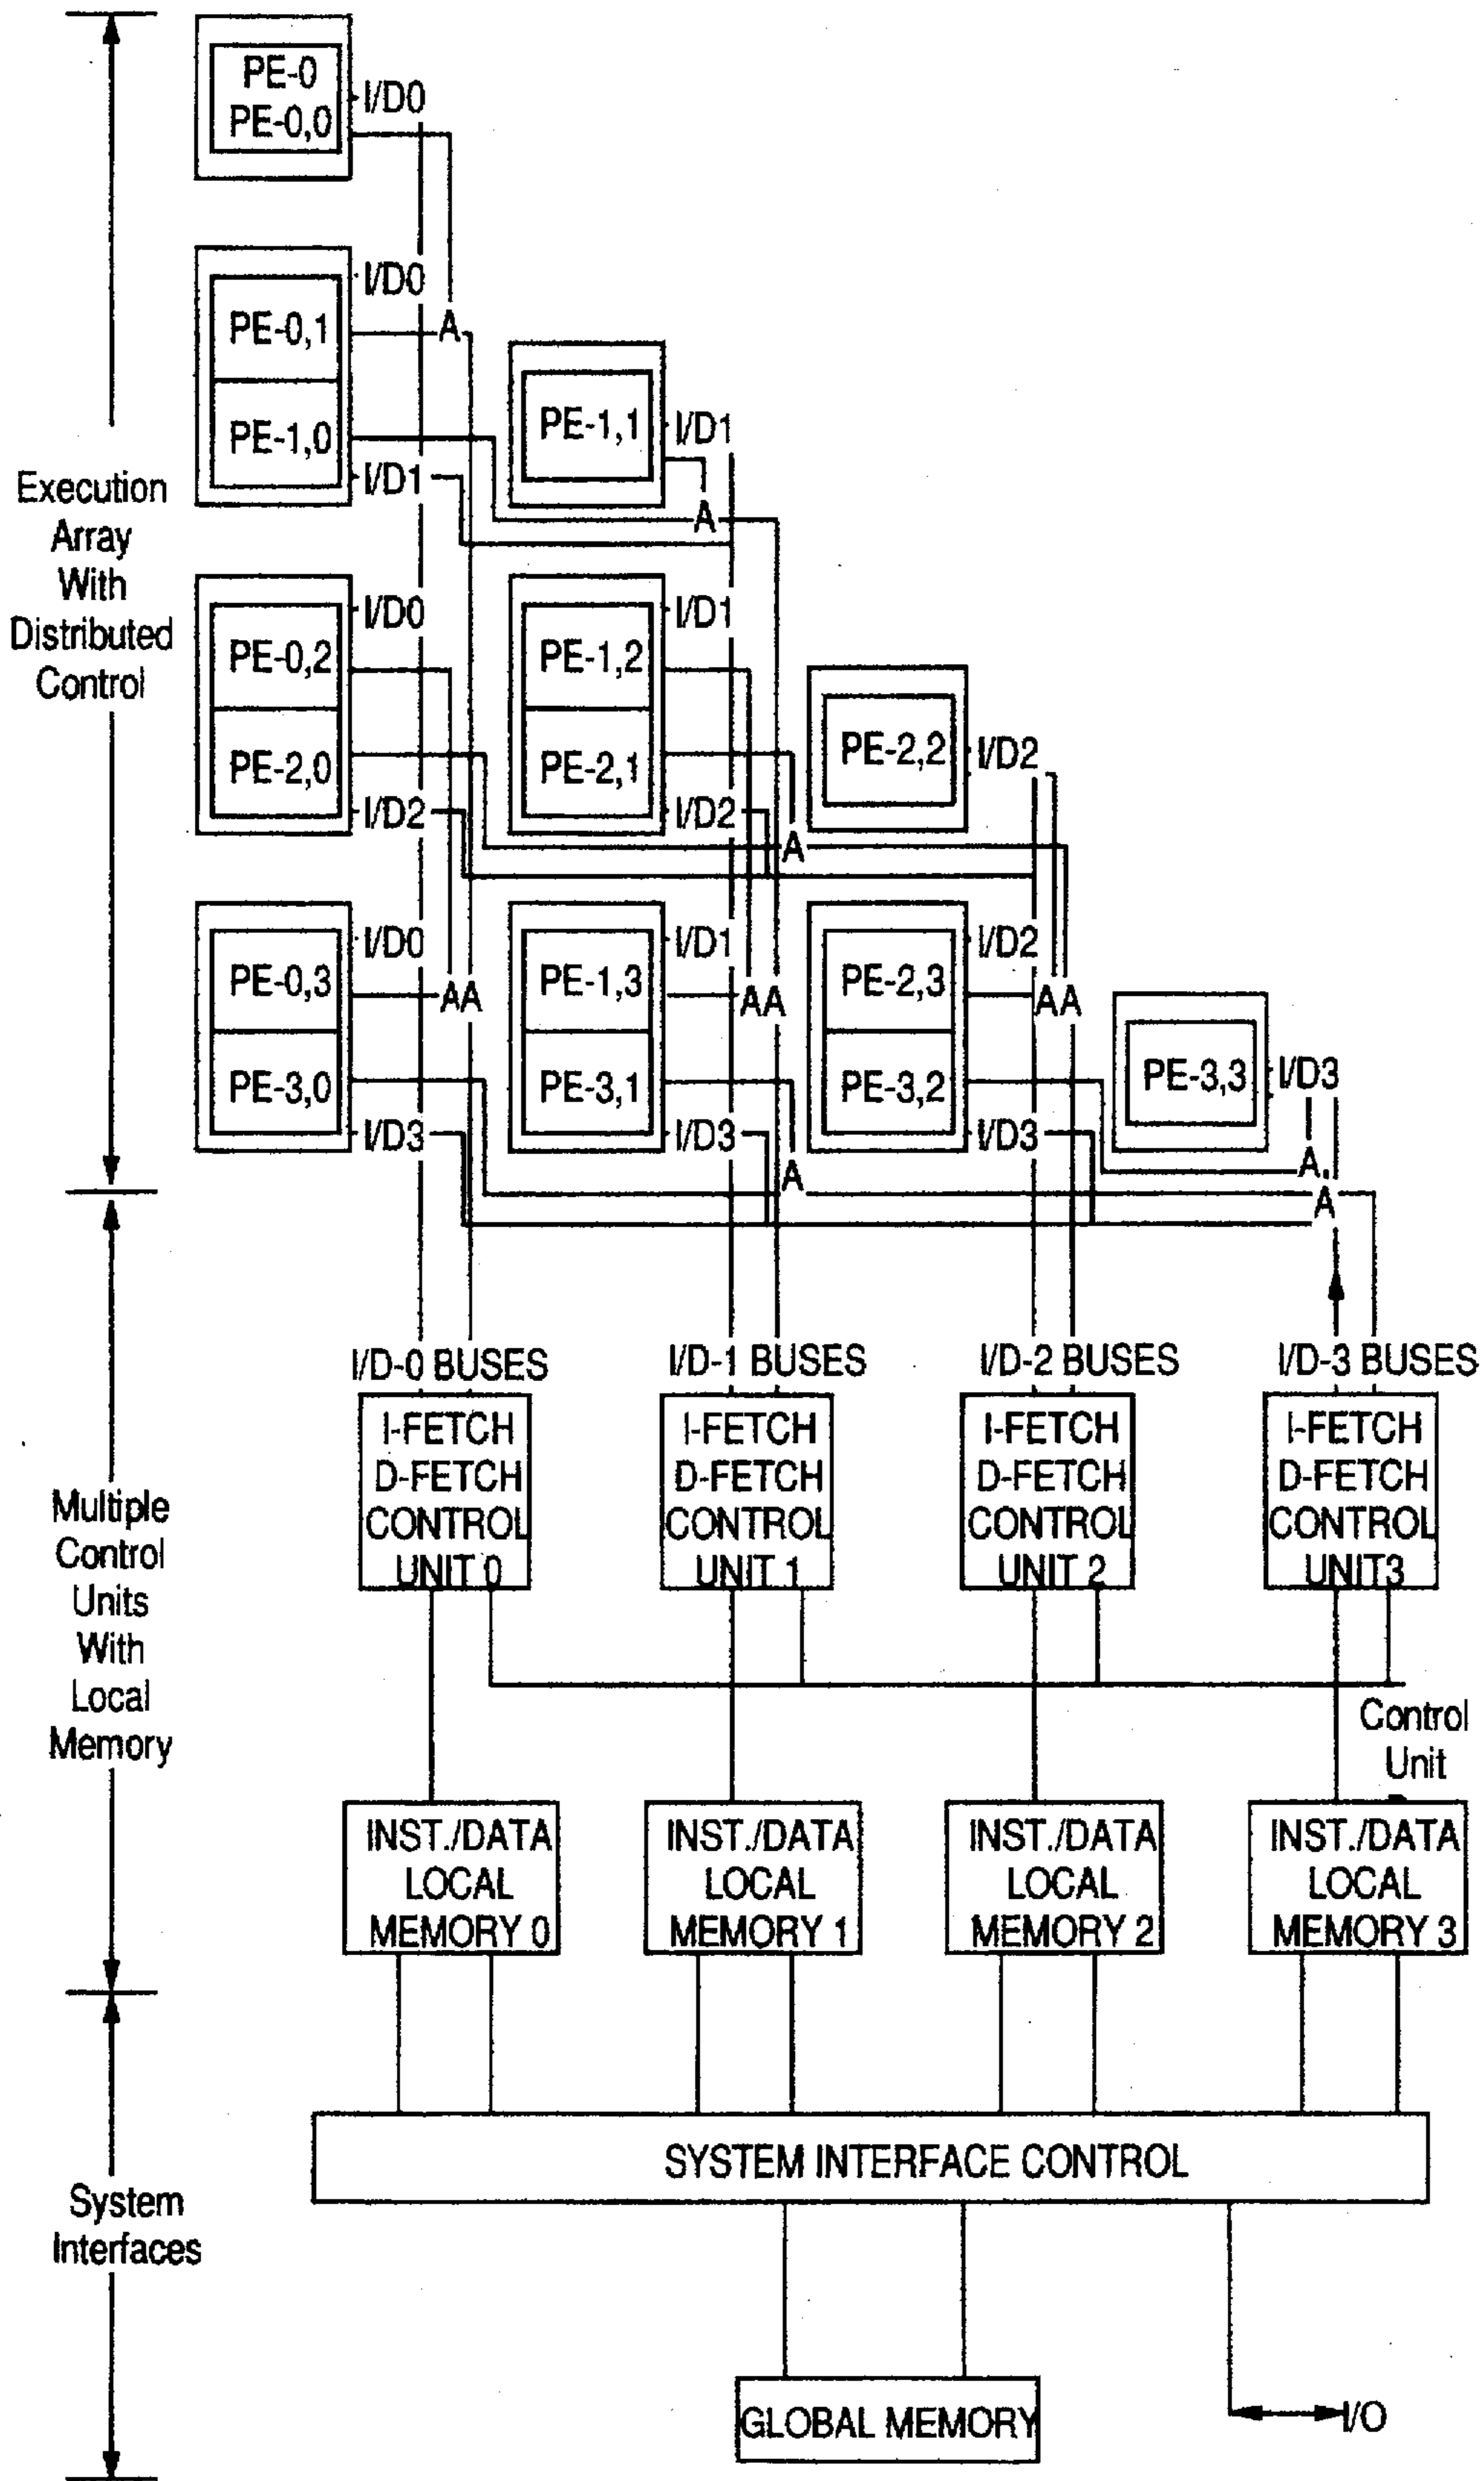 PE-0
PE-0,0
I/D0
I/D0
PE-0,1
A
PE-1,0
I/D1
PE-1,1
I/D1
A
Execution
Array
With
Distributed
Control
I/D0
PE-0,2
PE-2,0
I/D2
I/D1
PE-1,2
PE-2,1
I/D2
A
PE-2,2
I/D2
I/D0
PE-0,3
AA
PE-3,0
I/D3
I/D1
PE-1,3
AA
PE-3,1
I/D3
A
I/D2
PE-2,3
AA
PE-3,2
I/D3
PE-3,3
I/D3
A
A
I/D-0 BUSES
I/D-1 BUSES
I/D-2 BUSES
I/D-3 BUSES
I-FETCH
D-FETCH
CONTROL
UNIT 0
I-FETCH
D-FETCH
CONTROL
UNIT 1
I-FETCH
D-FETCH
CONTROL
UNIT 2
I-FETCH
D-FETCH
CONTROL
UNIT3
Multiple
Control
Units
With
Local
Memory
Control
Unit
INST./DATA
LOCAL
MEMORY 0
INST./DATA
LOCAL
MEMORY 1
INST./DATA
LOCAL
MEMORY 2
INST./DATA
LOCAL
MEMORY 3
SYSTEM INTERFACE CONTROL
System
Interfaces
GLOBAL MEMORY
I/O